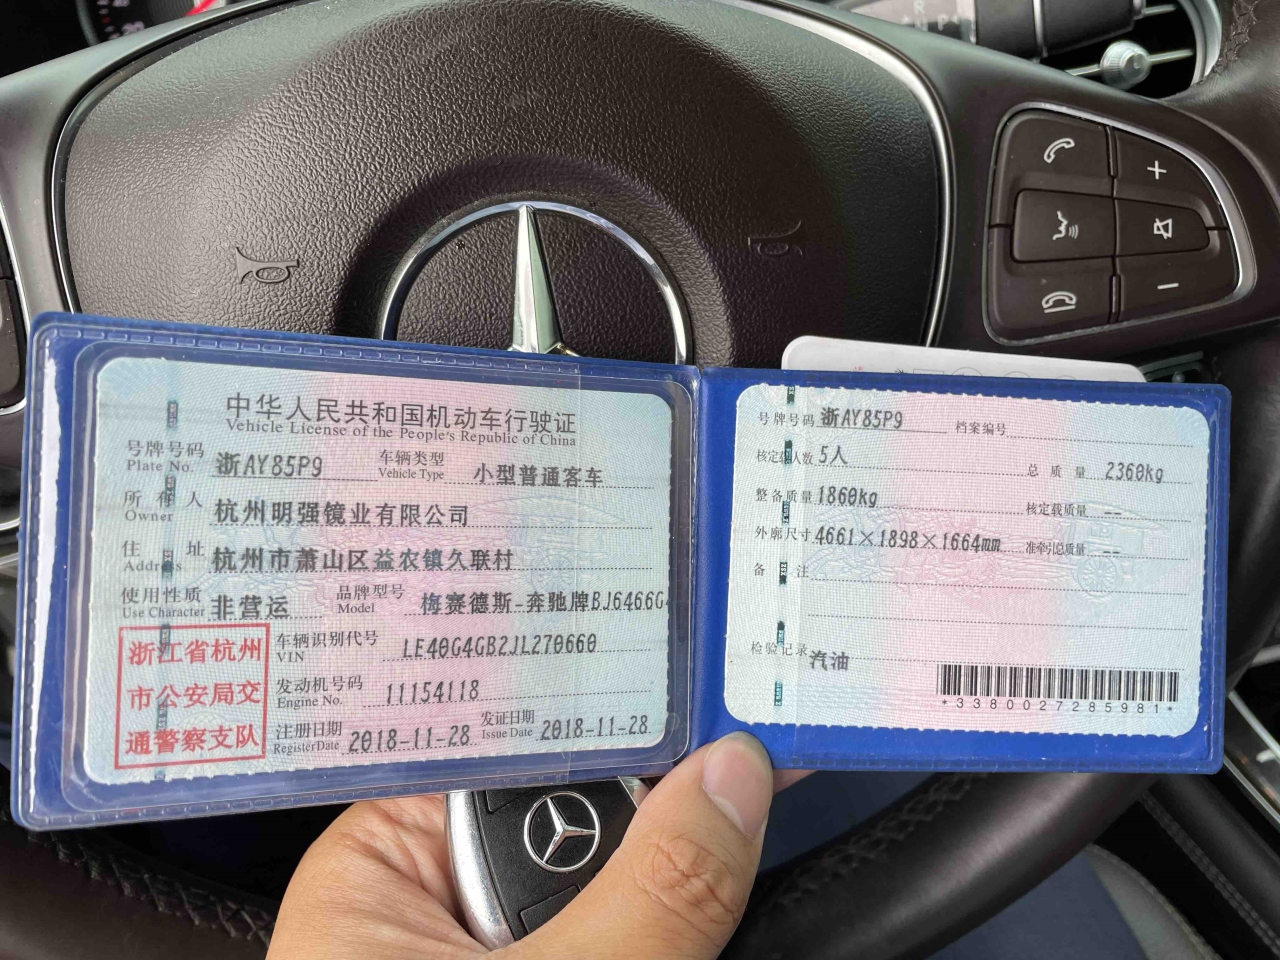 中华人民共和国机动车行驶证
Vehicle License of the People's Republic of China
号牌号码 浙AY85P9 车辆类型 小型普通客车
Plate No. Vehicle Type
所有人 杭州明强镜业有限公司
Owner
住址 杭州市萧山区益农镇久联村
Address
使用性质 非营运 品牌型号 梅赛德斯-奔驰牌BJ6466G
Use Character Model
浙江省杭州
市公安局交
通警察支队
车辆识别代号 LE40G4GB2JL270660
VIN
发动机号码 11154118
Engine No.
注册日期 2018-11-28 发证日期 2018-11-28
Register Date Issue Date
号牌号码 浙AY85P9 档案编号
核定载人数 5人 总质量 2360kg
整备质量 1860kg 核定载质量 --
外廓尺寸 4661×1898×1664mm 准牵引总质量 --
备注
检验记录 汽油
*3380027285981*